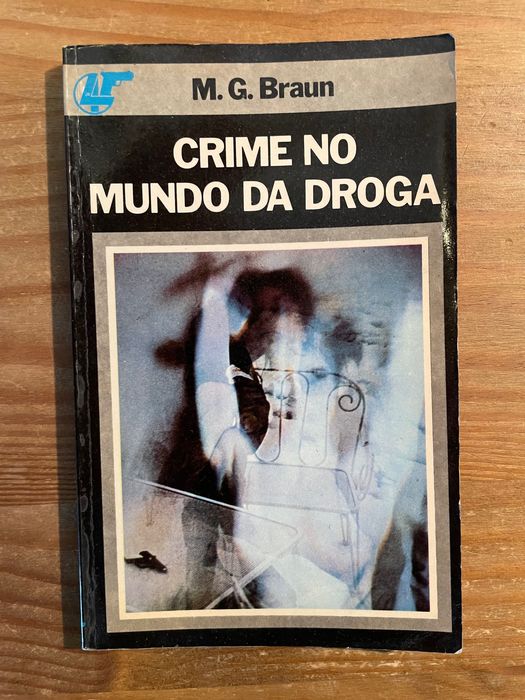 M. G. Braun
CRIME NO
MUNDO DA DROGA